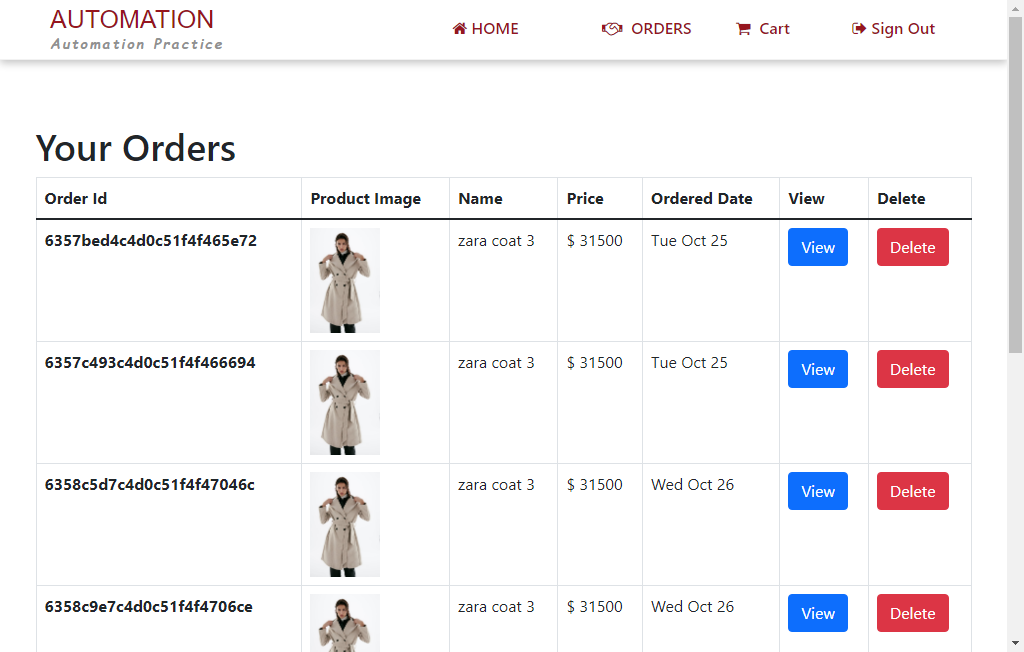 AUTOMATION
Automation Practice
HOME ORDERS Cart Sign Out
Your Orders
Order Id Product Image Name Price Ordered Date View Delete
6357bed4c4d0c51f4f465e72 zara coat 3 $ 31500 Tue Oct 25 View Delete
6357c493c4d0c51f4f466694 zara coat 3 $ 31500 Tue Oct 25 View Delete
6358c5d7c4d0c51f4f47046c zara coat 3 $ 31500 Wed Oct 26 View Delete
6358c9e7c4d0c51f4f4706ce zara coat 3 $ 31500 Wed Oct 26 View Delete